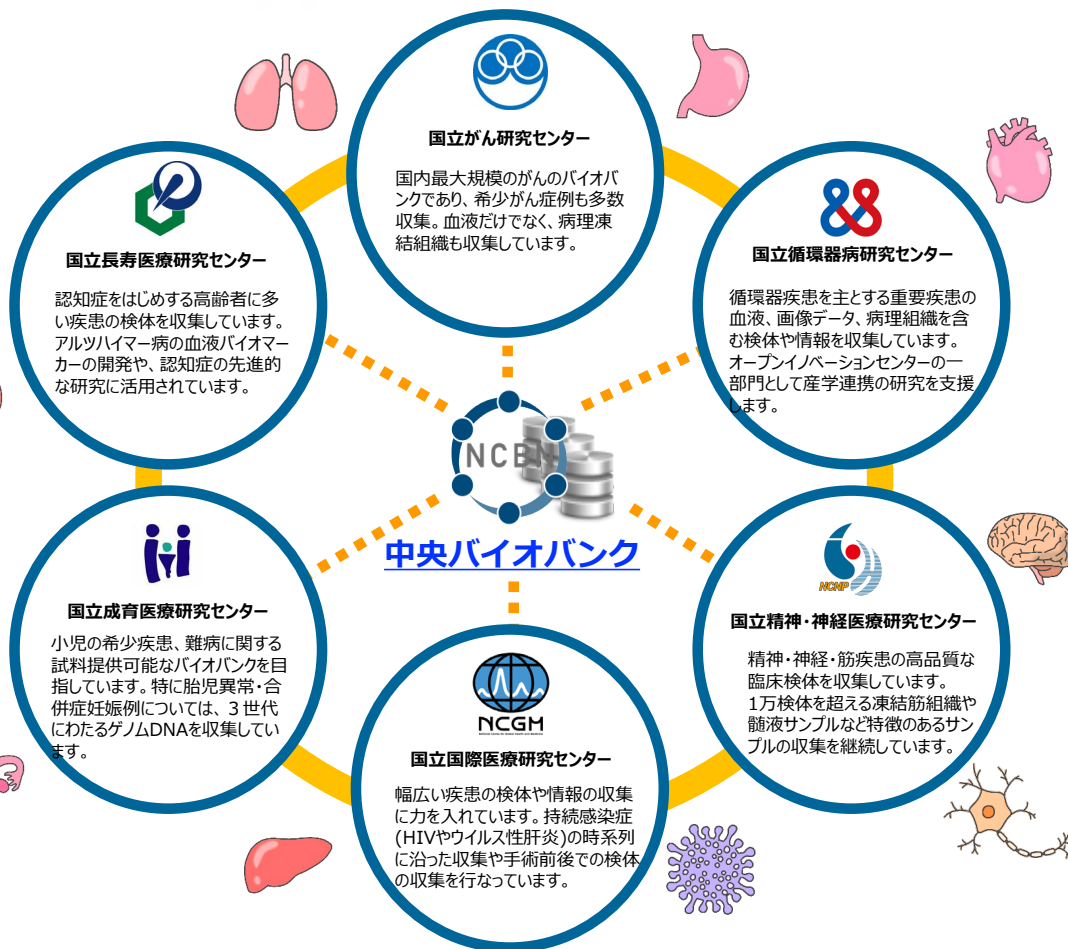 国立がん研究センター
国内最大規模のがんのバイオバ
ンクであり、希少がん症例も多数
収集。血液だけでなく、病理凍
結組織も収集しています。
国立長寿医療研究センター
認知症をはじめする高齢者に多
い疾患の検体を収集しています。
アルツハイマー病の血液バイオマー
カーの開発や、認知症の先進的
な研究に活用されています。
国立循環器病研究センター
循環器疾患を主とする重要疾患の
血液、画像データ、病理組織を含
む検体や情報を収集しています。
オープンイノベーションセンターの一
部門として産学連携の研究を支援
します。
NCBN
中央バイオバンク
国立成育医療研究センター
小児の希少疾患、難病に関する
試料提供可能なバイオバンクを目
指しています。特に胎児異常・合
併症妊娠例については、3世代
にわたるゲノムDNAを収集してい
ます。
NCNP
国立精神・神経医療研究センター
精神・神経・筋疾患の高品質な
臨床検体を収集しています。
1万検体を超える凍結筋組織や
髄液サンプルなど特徴のあるサン
プルの収集を継続しています。
NCGM
国立国際医療研究センター
幅広い疾患の検体や情報の収集
に力を入れています。持続感染症
(HIVやウイルス性肝炎)の時系列
に沿った収集や手術前後での検体
の収集を行なっています。